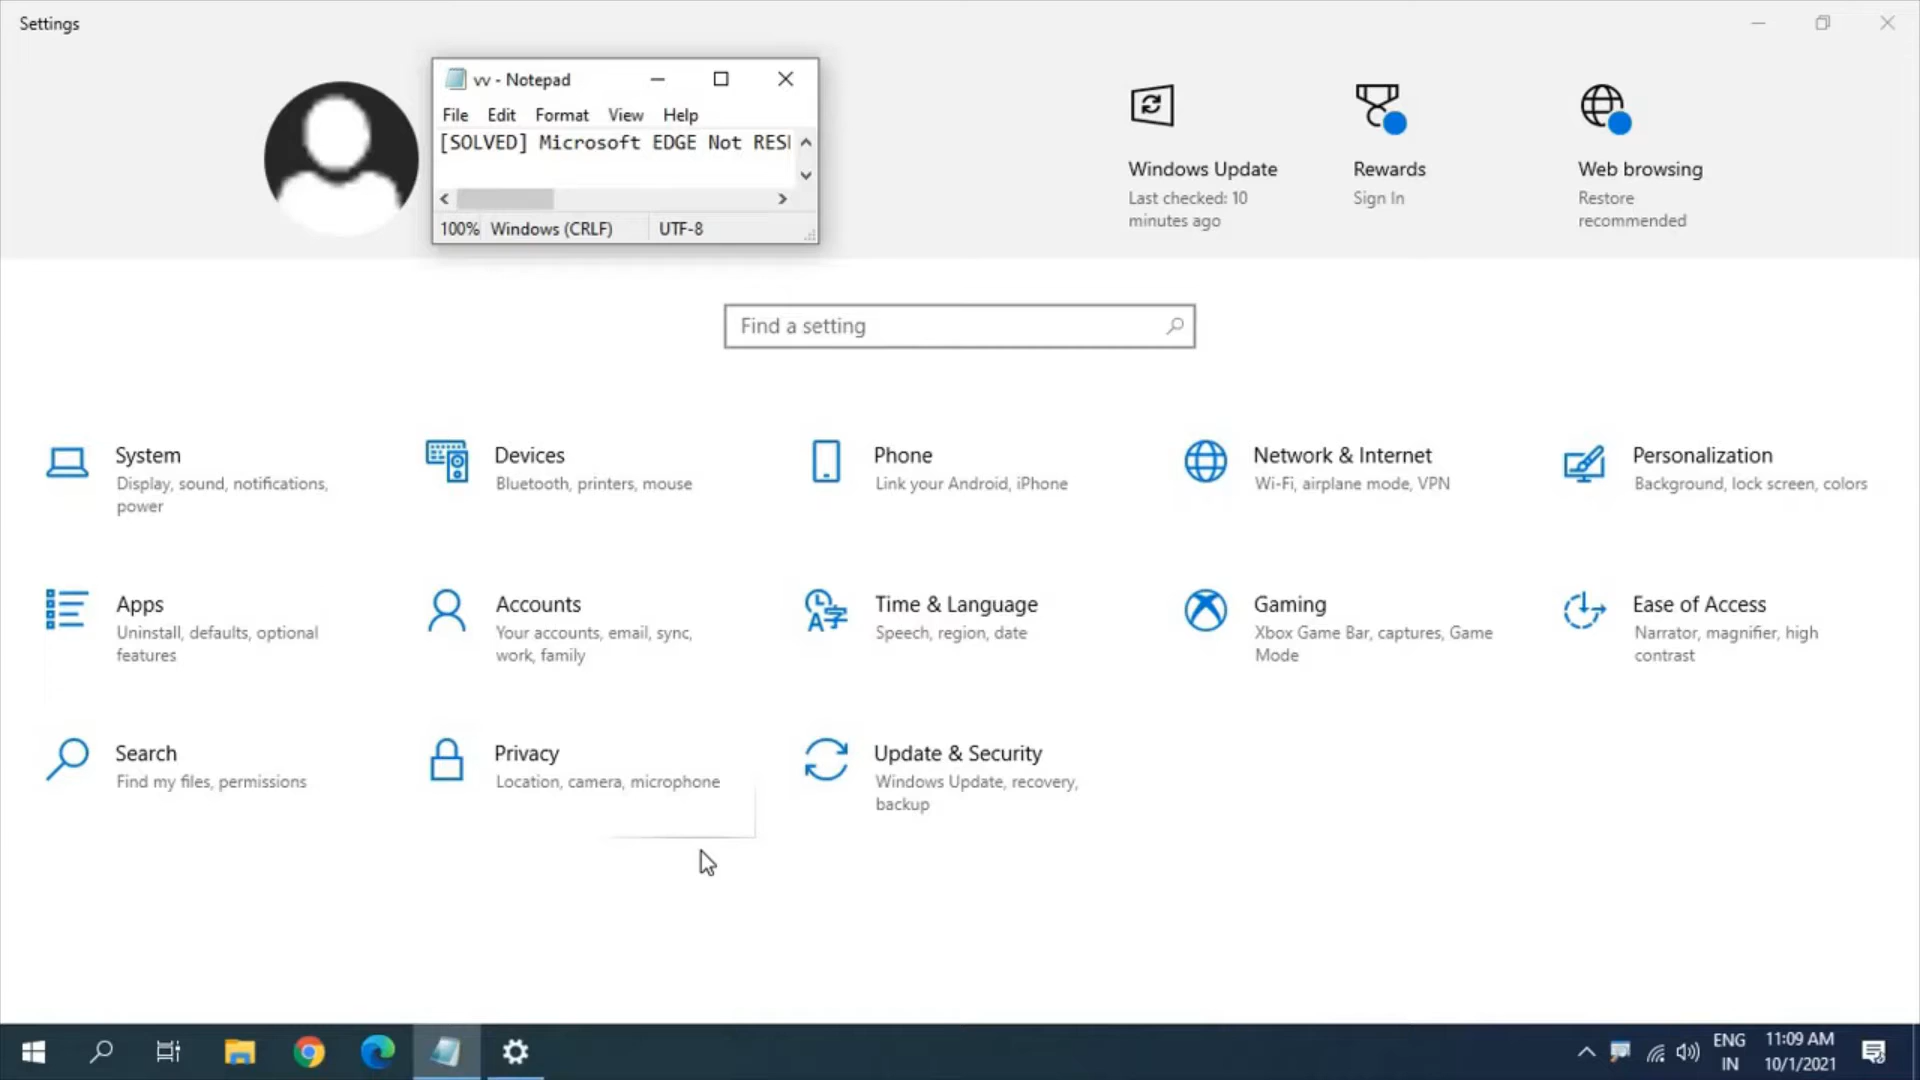 Settings
vv - Notepad
File Edit Format View Help
[SOLVED] Microsoft EDGE Not
100% Windows (CRLF) UTF-8
Windows Update
Last checked: 10
minutes ago
Rewards
Sign In
Web browsing
Restore
recommended
Find a setting
System
Display, sound, notifications,
power
Devices
Bluetooth, printers, mouse
Phone
Link your Android, iPhone
Network & Internet
Wi-Fi, airplane mode, VPN
Personalization
Background, lock screen, colors
Apps
Uninstall, defaults, optional
features
Accounts
Your accounts, email, sync,
work, family
Time & Language
Speech, region, date
Gaming
Xbox Game Bar, captures, Game
Mode
Ease of Access
Narrator, magnifier, high
contrast
Search
Find my files, permissions
Privacy
Location, camera, microphone
Update & Security
Windows Update, recovery,
backup
ENG
IN
11:09 AM
10/1/2021